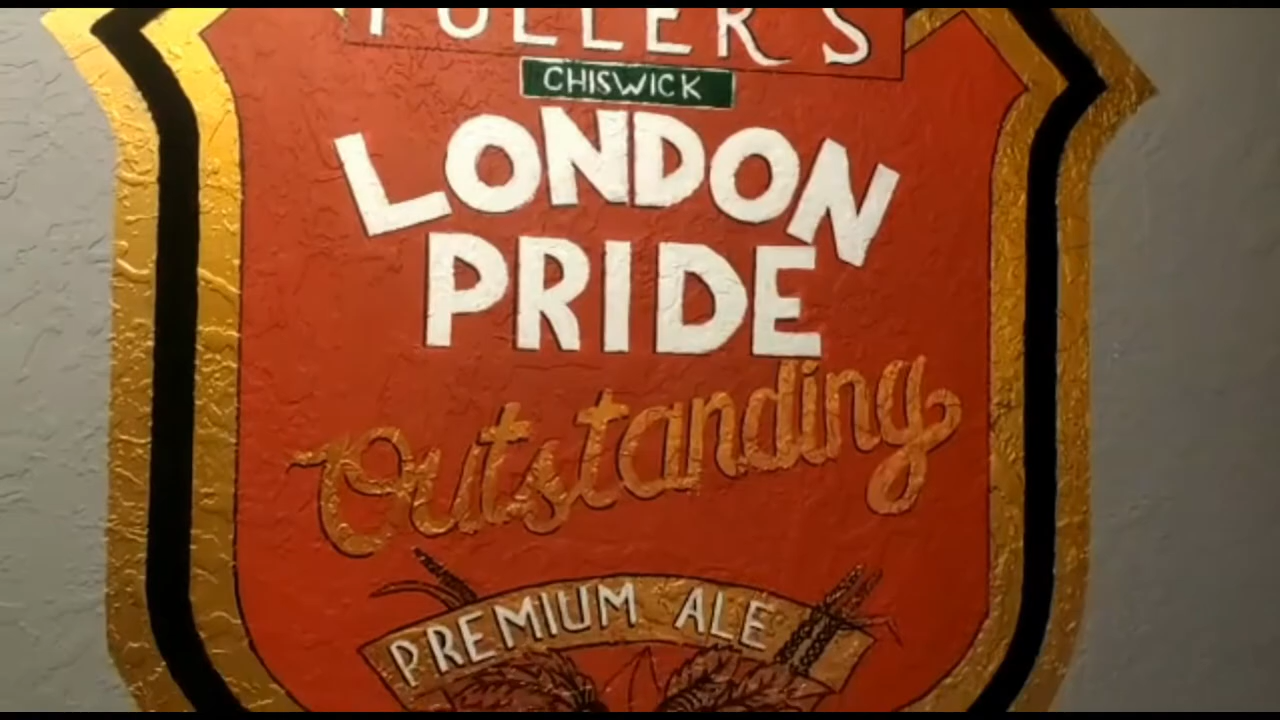 FULLER'S
CHISWICK
LONDON
PRIDE
Outstanding
PREMIUM ALE